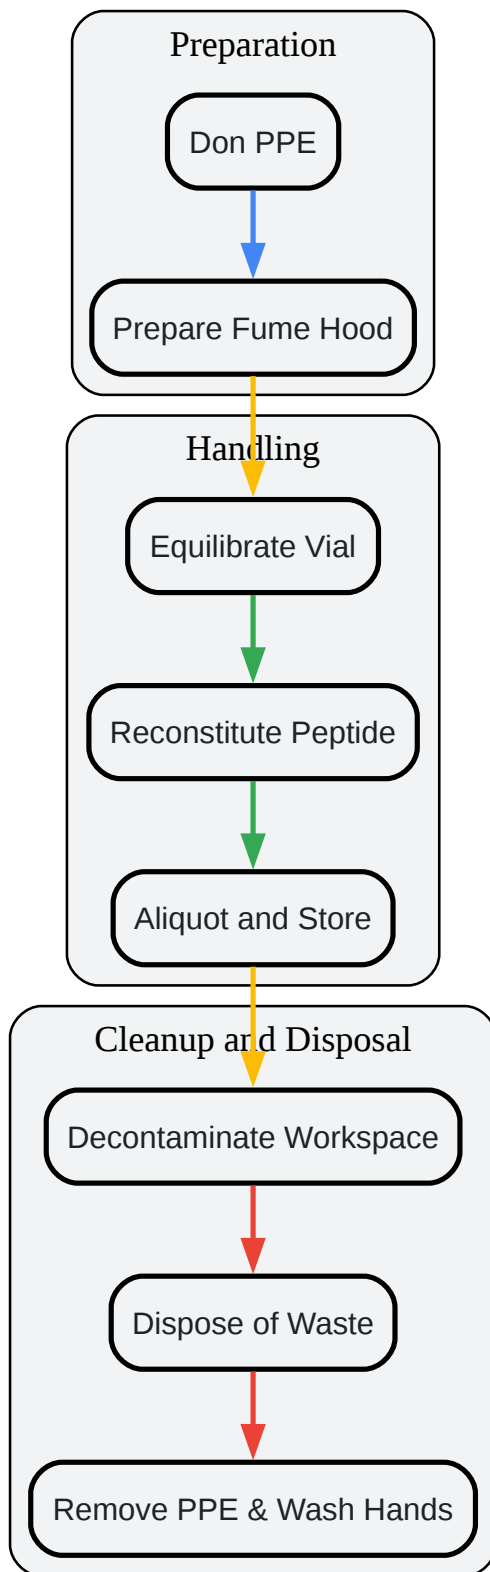 Preparation
Don PPE
Prepare Fume Hood
Handling
Equilibrate Vial
Reconstitute Peptide
Aliquot and Store
Cleanup and Disposal
Decontaminate Workspace
Dispose of Waste
Remove PPE & Wash Hands